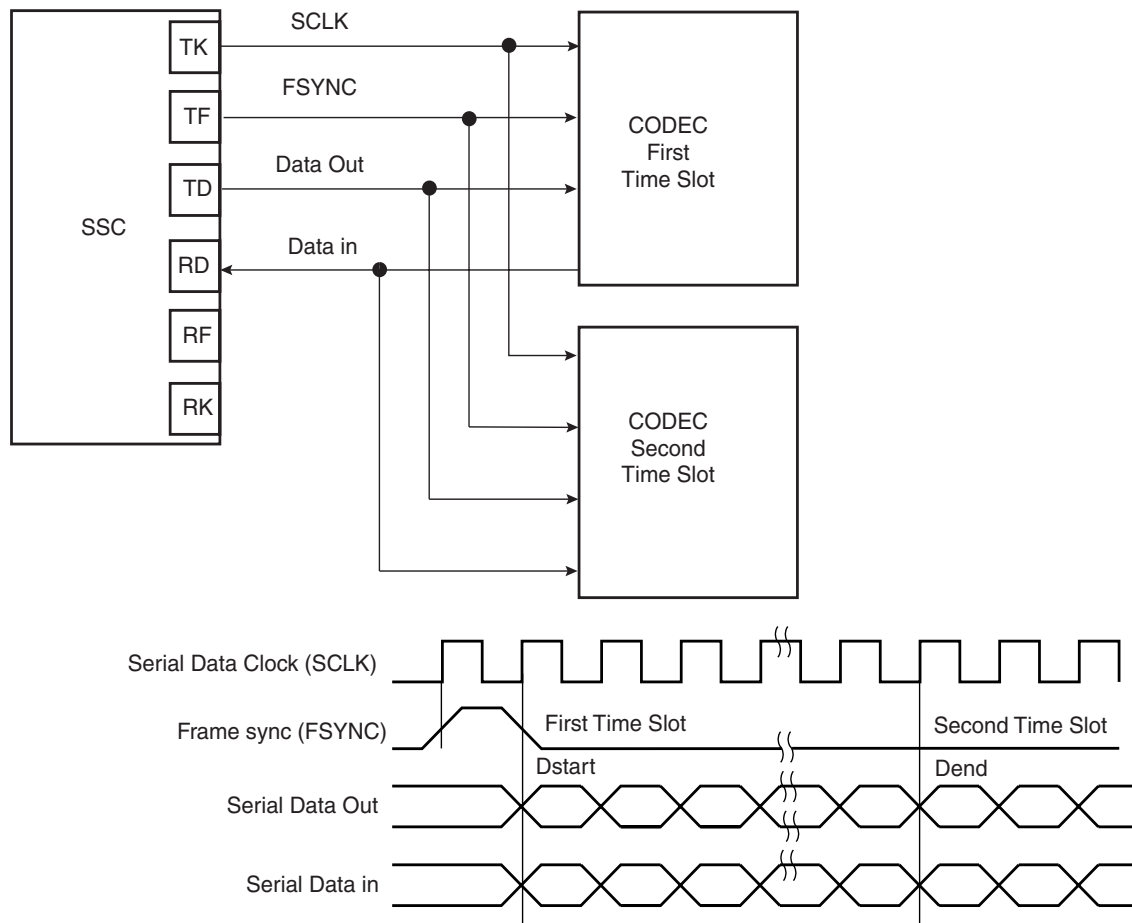 SCLK
TK
FSYNC
TF
CODEC
First
Time Slot
Data Out
TD
SSC
Data in
RD
RF
RK
CODEC
Second
Time Slot
Serial Data Clock (SCLK)
Frame sync (FSYNC)
First Time Slot
Second Time Slot
Dstart
Dend
Serial Data Out
Serial Data in